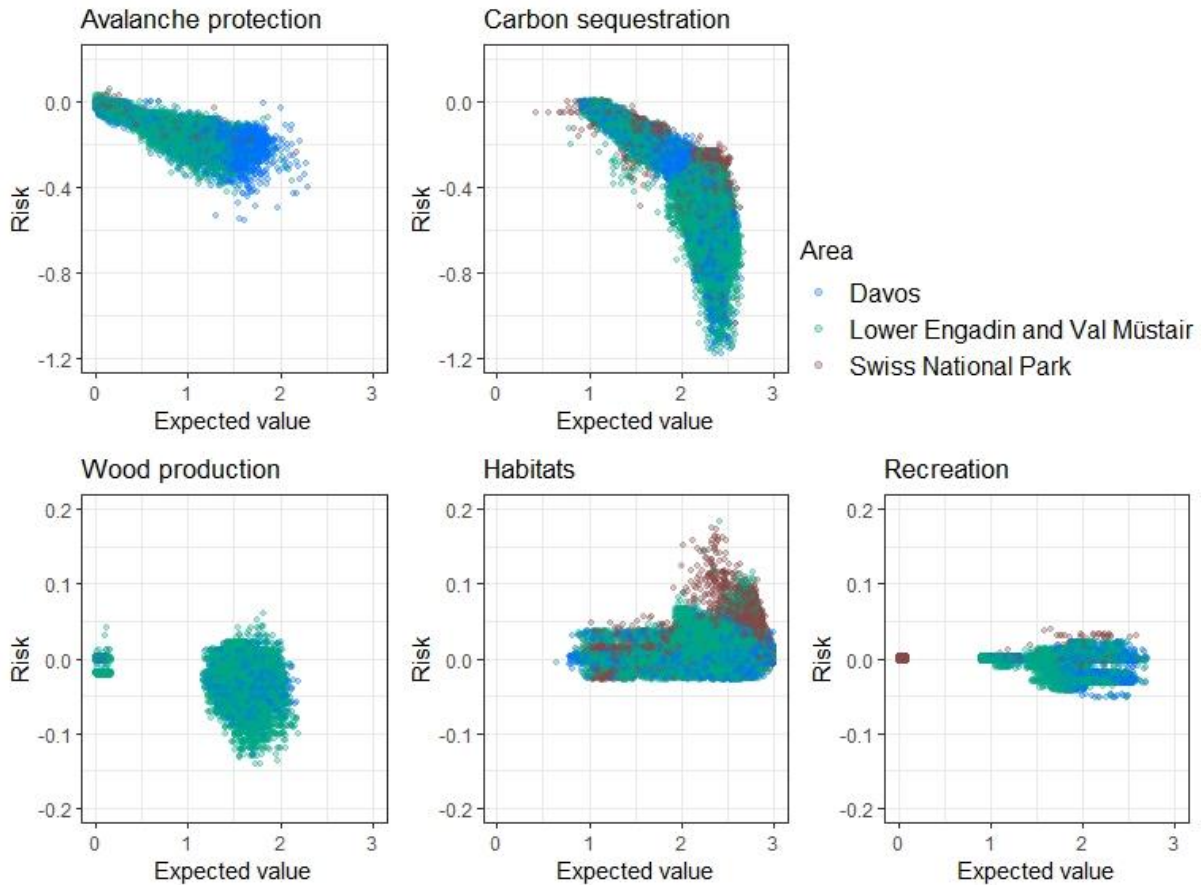 Avalanche protection
Carbon sequestration
0.0
-0.4
-0.8
-1.2
Risk
0 1 2 3
Expected value
0.0
-0.4
-0.8
-1.2
Risk
0 1 2 3
Expected value
Area
Davos
Lower Engadin and Val Müstair
Swiss National Park
Wood production
Habitats
Recreation
0.2
0.1
0.0
-0.1
-0.2
Risk
0 1 2 3
Expected value
0.2
0.1
0.0
-0.1
-0.2
Risk
0 1 2 3
Expected value
0.2
0.1
0.0
-0.1
-0.2
Risk
0 1 2 3
Expected value